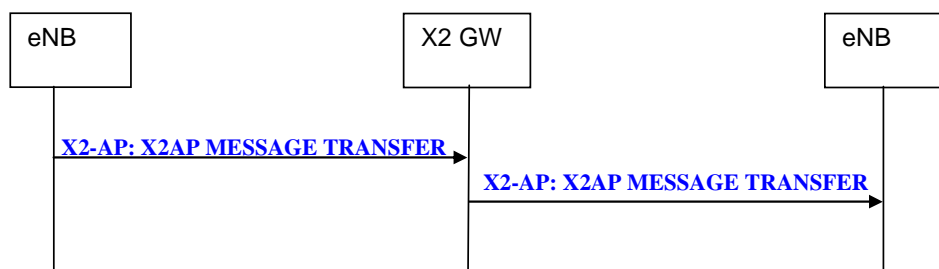 eNB
X2 GW
eNB
X2-AP: X2AP MESSAGE TRANSFER
X2-AP: X2AP MESSAGE TRANSFER